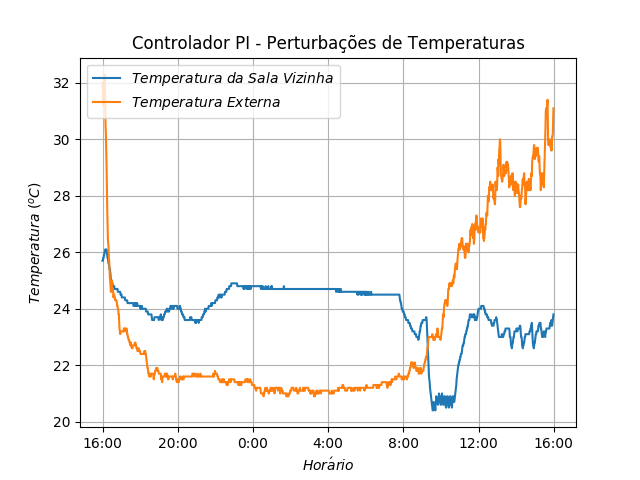 Controlador PI - Perturbações de Temperaturas
Temperatura da Sala Vizinha
Temperatura Externa
Temperatura (ºC)
32
30
28
26
24
22
20
16:00 20:00 0:00 4:00 8:00 12:00 16:00
Horário